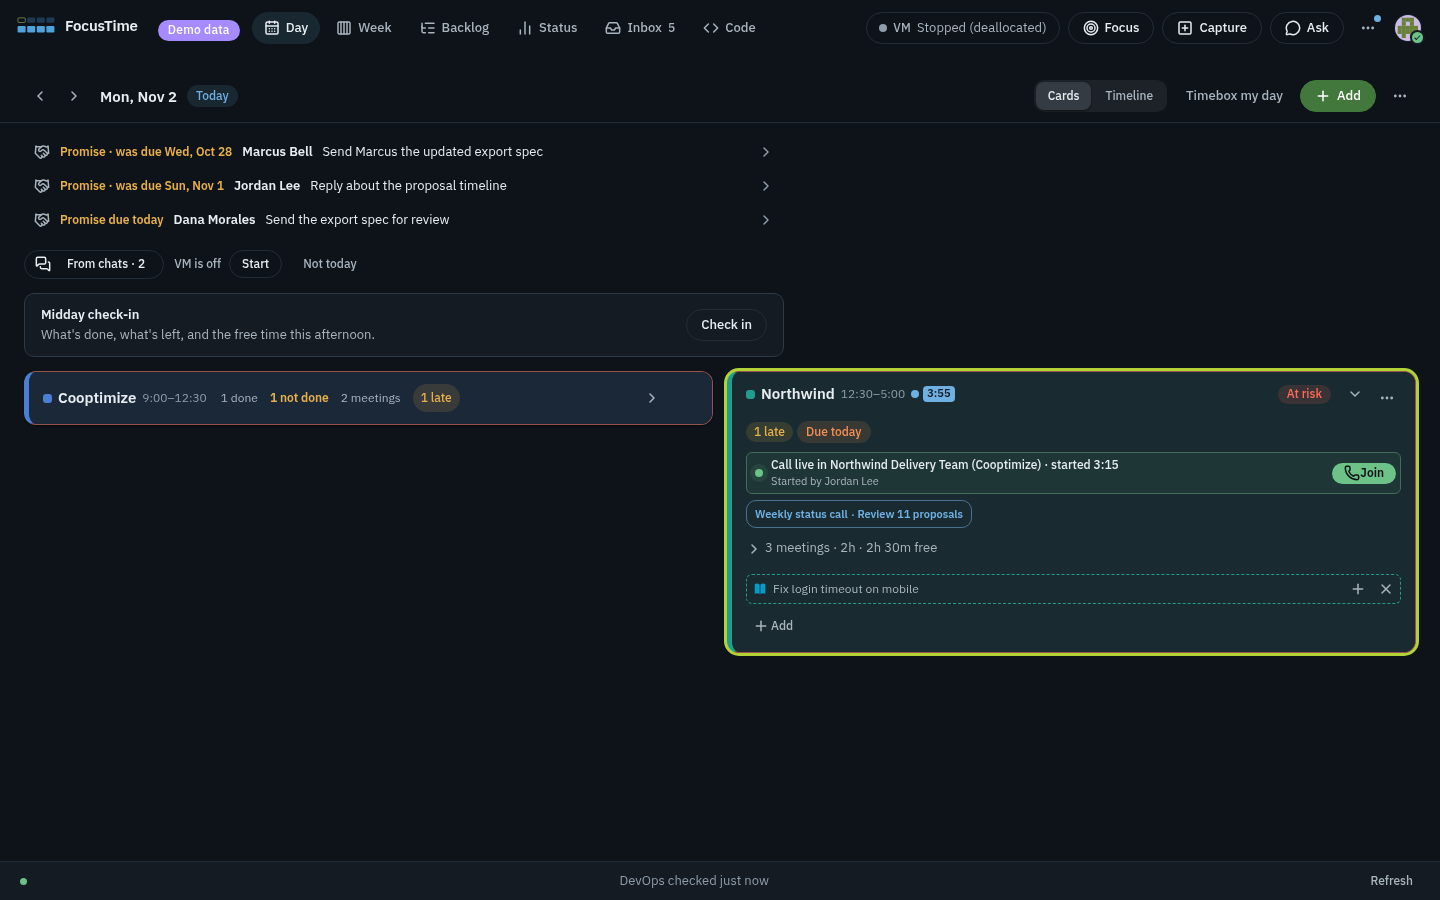 FocusTime
Demo data
Day
Week
Backlog
Status
Inbox 5
Code
VM Stopped (deallocated)
Focus
Capture
Ask
Mon, Nov 2
Today
Cards
Timeline
Timebox my day
Add
Promise · was due Wed, Oct 28 Marcus Bell Send Marcus the updated export spec
Promise · was due Sun, Nov 1 Jordan Lee Reply about the proposal timeline
Promise due today Dana Morales Send the export spec for review
From chats · 2
VM is off
Start
Not today
Midday check-in
What's done, what's left, and the free time this afternoon.
Check in
Cooptimize 9:00–12:30 1 done 1 not done 2 meetings 1 late
Northwind 12:30–5:00 3:55
At risk
1 late
Due today
Call live in Northwind Delivery Team (Cooptimize) · started 3:15
Started by Jordan Lee
Join
Weekly status call · Review 11 proposals
3 meetings · 2h · 2h 30m free
Fix login timeout on mobile
Add
DevOps checked just now
Refresh